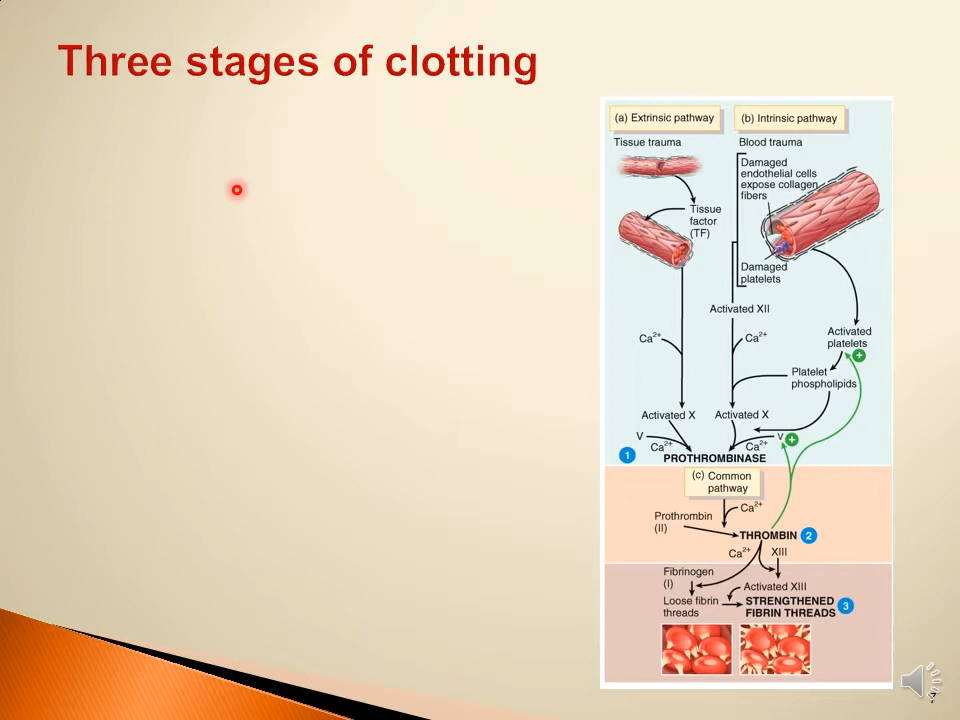 Three stages of clotting
(a) Extrinsic pathway
(b) Intrinsic pathway
Tissue trauma
Blood trauma
Damaged
endothelial cells
expose collagen
fibers
Tissue
factor
(TF)
Damaged
platelets
Activated XII
Ca2+
Ca2+
Activated
platelets
+
Platelet
phospholipids
Activated X
Activated X
V
Ca2+
Ca2+
V
+
1
PROTHROMBINASE
(c) Common
pathway
Ca2+
Prothrombin
(II)
THROMBIN
2
Ca2+
XIII
Fibrinogen
(I)
Activated XIII
Loose fibrin
threads
STRENGTHENED
FIBRIN THREADS
3
7